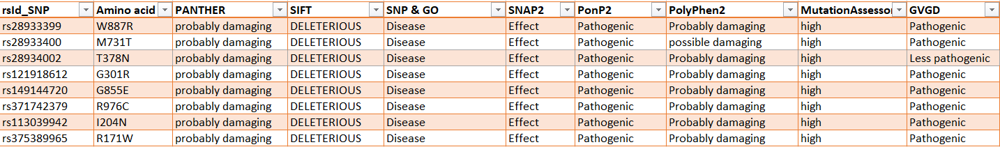 rsId_SNP Amino acid PANTHER SIFT SNP & GO SNAP2 PonP2 PolyPhen2 MutationAssesso GVGD
rs28933399 W887R probably damaging DELETERIOUS Disease Effect Pathogenic Probably damaging high Pathogenic
rs28933400 M731T probably damaging DELETERIOUS Disease Effect Pathogenic possible damaging high Pathogenic
rs28934002 T378N probably damaging DELETERIOUS Disease Effect Pathogenic Probably damaging high Less pathogenic
rs121918612 G301R probably damaging DELETERIOUS Disease Effect Pathogenic Probably damaging high Pathogenic
rs149144720 G855E probably damaging DELETERIOUS Disease Effect Pathogenic Probably damaging high Pathogenic
rs371742379 R976C probably damaging DELETERIOUS Disease Effect Pathogenic Probably damaging high Pathogenic
rs113039942 I204N probably damaging DELETERIOUS Disease Effect Pathogenic Probably damaging high Pathogenic
rs375389965 R171W probably damaging DELETERIOUS Disease Effect Pathogenic Probably damaging high Pathogenic